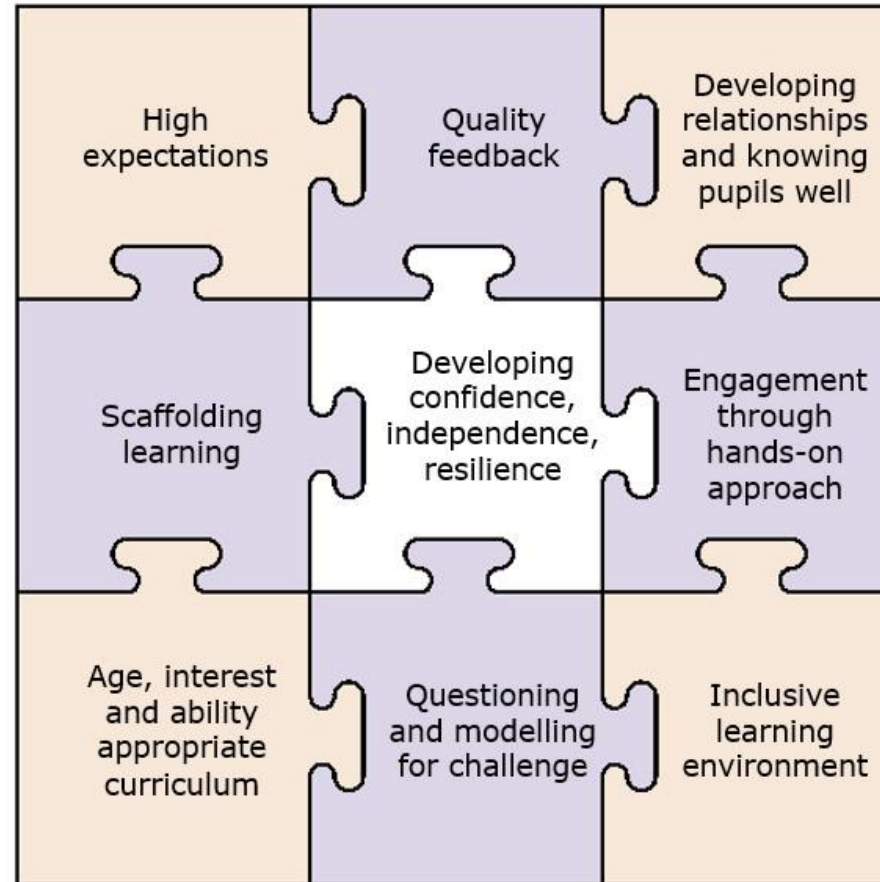 High
expectations
Quality
feedback
Developing
relationships
and knowing
pupils well
Scaffolding
learning
Developing
confidence,
independence,
resilience
Engagement
through
hands-on
approach
Age, interest
and ability
appropriate
curriculum
Questioning
and modelling
for challenge
Inclusive
learning
environment